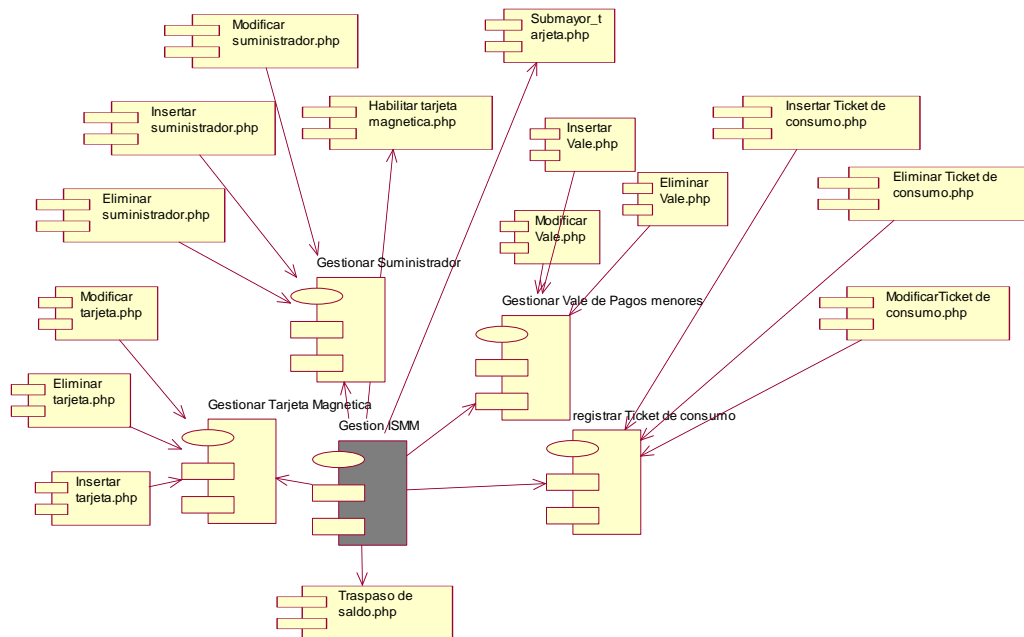 Modificar
suministrador.php
Submayor_t
arjeta.php
Insertar
suministrador.php
Habilitar tarjeta
magnetica.php
Insertar
Vale.php
Insertar Ticket de
consumo.php
Eliminar
suministrador.php
Modificar
Vale.php
Eliminar
Vale.php
Eliminar Ticket de
consumo.php
Gestionar Suministrador
Modificar
tarjeta.php
Gestionar Vale de Pagos menores
ModificarTicket de
consumo.php
Eliminar
tarjeta.php
Gestionar Tarjeta Magnetica
Gestion ISMM
registrar Ticket de consumo
Insertar
tarjeta.php
Traspaso de
saldo.php